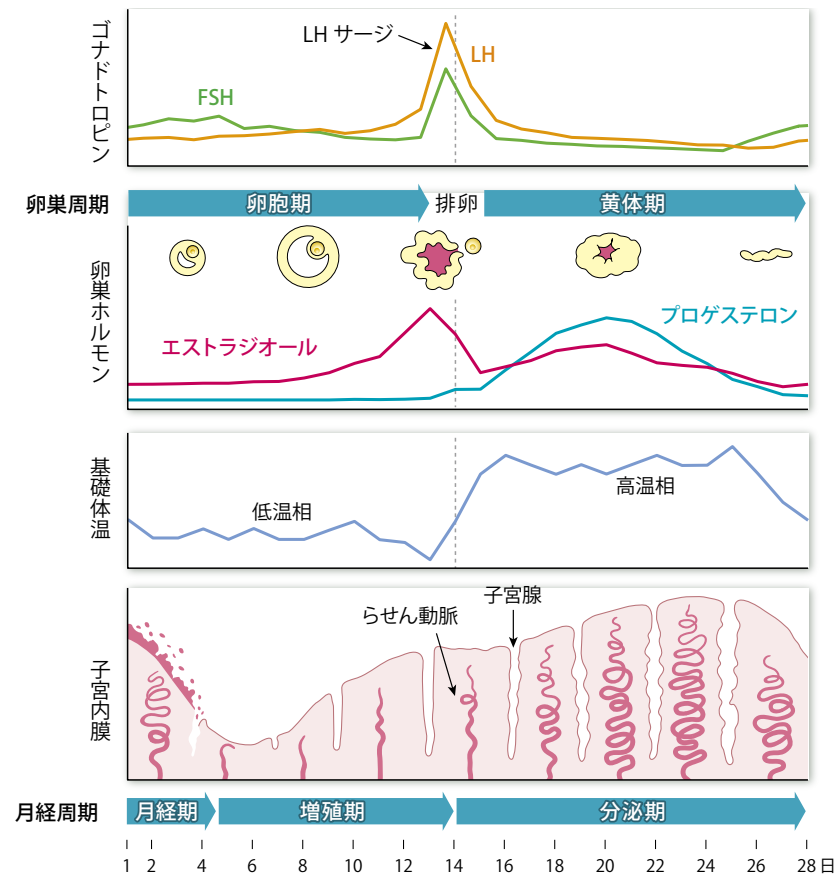 ゴナドトロピン
LH サージ
LH
FSH
卵巣周期
卵胞期
排卵
黄体期
卵巣ホルモン
エストラジオール
プロゲステロン
基礎体温
低温相
高温相
子宮内膜
らせん動脈
子宮腺
月経周期
月経期
増殖期
分泌期
1 2 4 6 8 10 12 14 16 18 20 22 24 26 28 日